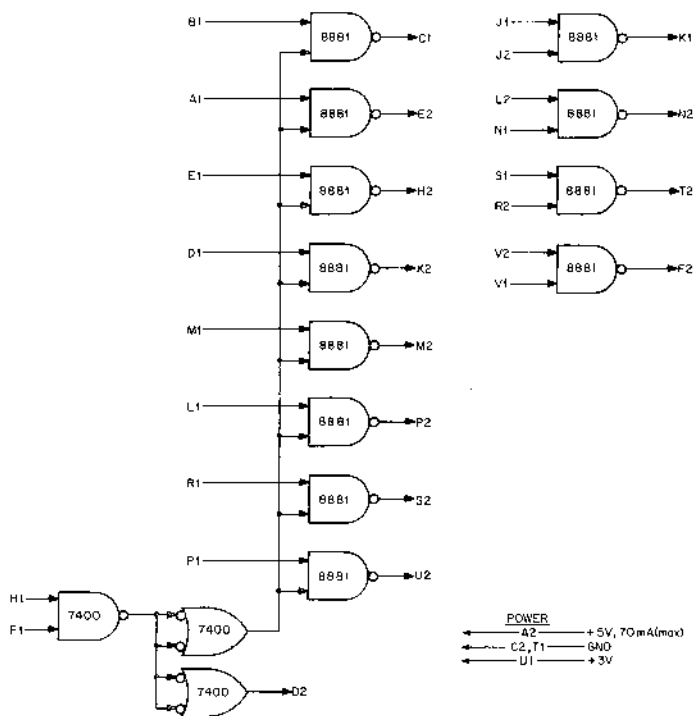 B1 8881 C1 J1 8881 K1
J2
A1 8881 E2 L2 8881 N2
N1
E1 8881 H2 S1 8881 T2
R2
D1 8881 K2 V2 8881 F2
V1
M1 8881 M2
L1 8881 P2
R1 8881 S2
P1 8881 U2
H1 7400 7400
F1
7400 D2
POWER
A2 +5V, 70mA(max)
C2, T1 GND
U1 +3V